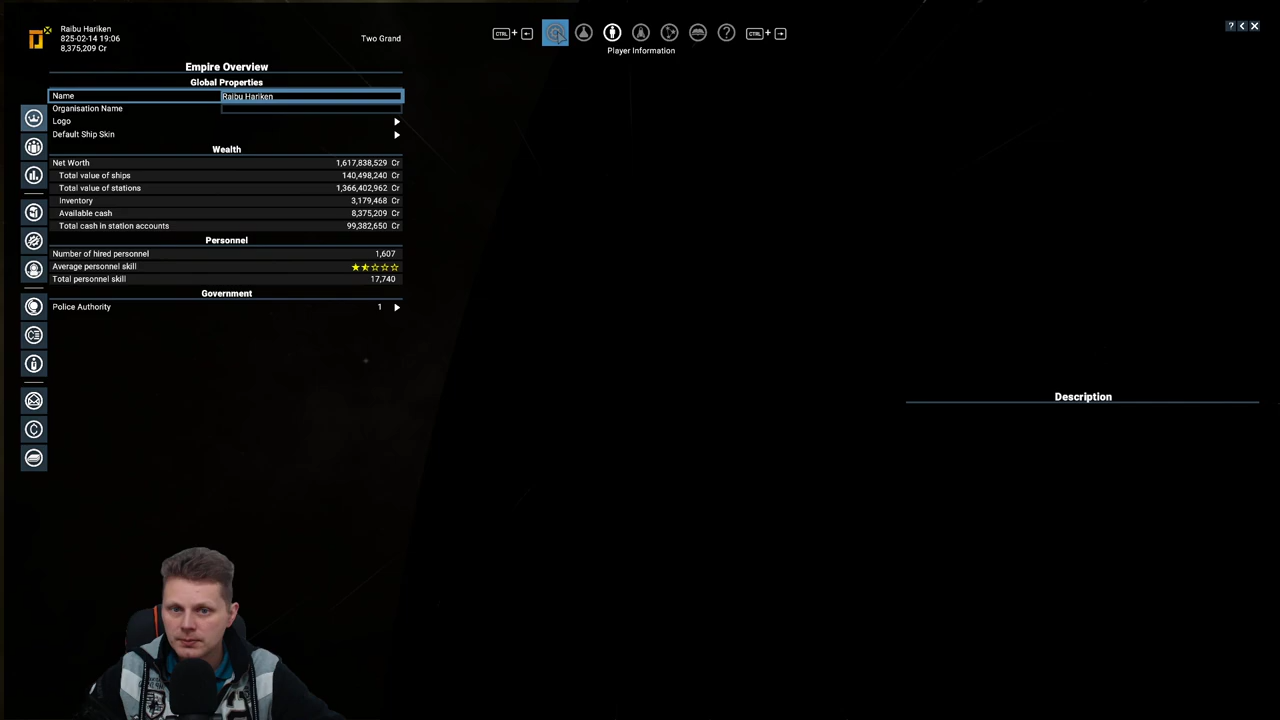 Raibu Hariken
825-02-14 19:06
8,375,209 Cr
Two Grand
CTRL +
CTRL +
Player Information
?
Empire Overview
Global Properties
Name Raibu Hariken
Organisation Name
Logo
Default Ship Skin
Wealth
Net Worth 1,617,838,529 Cr
Total value of ships 140,498,240 Cr
Total value of stations 1,366,402,962 Cr
Inventory 3,179,468 Cr
Available cash 8,375,209 Cr
Total cash in station accounts 99,382,650 Cr
Personnel
Number of hired personnel 1,607
Average personnel skill
Total personnel skill 17,740
Government
Police Authority 1
Description